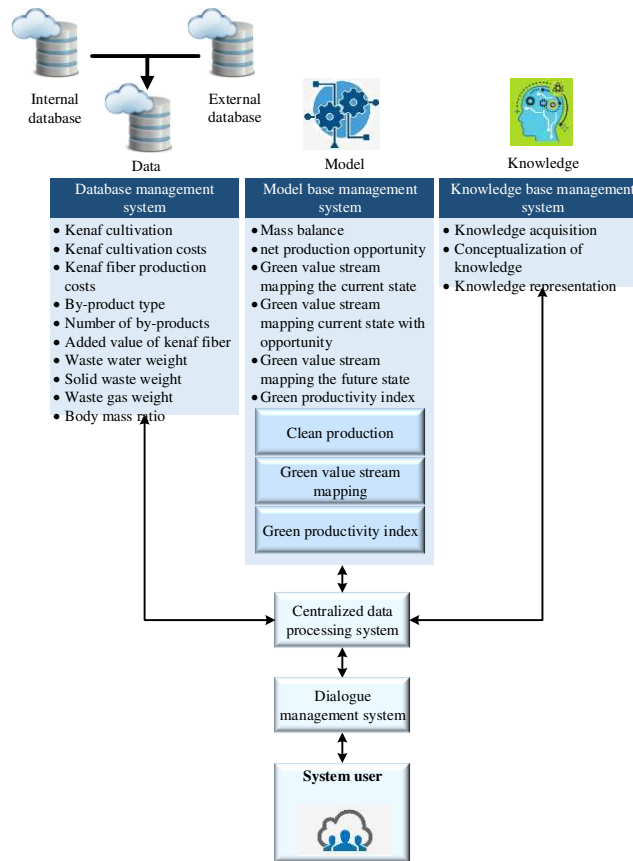 Internal
database
External
database
Data
Model
Knowledge
Database management
system
• Kenaf cultivation
• Kenaf cultivation costs
• Kenaf fiber production
costs
• By-product type
• Number of by-products
• Added value of kenaf fiber
• Waste water weight
• Solid waste weight
• Waste gas weight
• Body mass ratio
Model base management
system
• Mass balance
• net production opportunity
• Green value stream
mapping the current state
• Green value stream
mapping current state with
opportunity
• Green value stream
mapping the future state
• Green productivity index
Clean production
Green value stream
mapping
Green productivity index
Knowledge base management
system
• Knowledge acquisition
• Conceptualization of
knowledge
• Knowledge representation
Centralized data
processing system
Dialogue
management system
System user